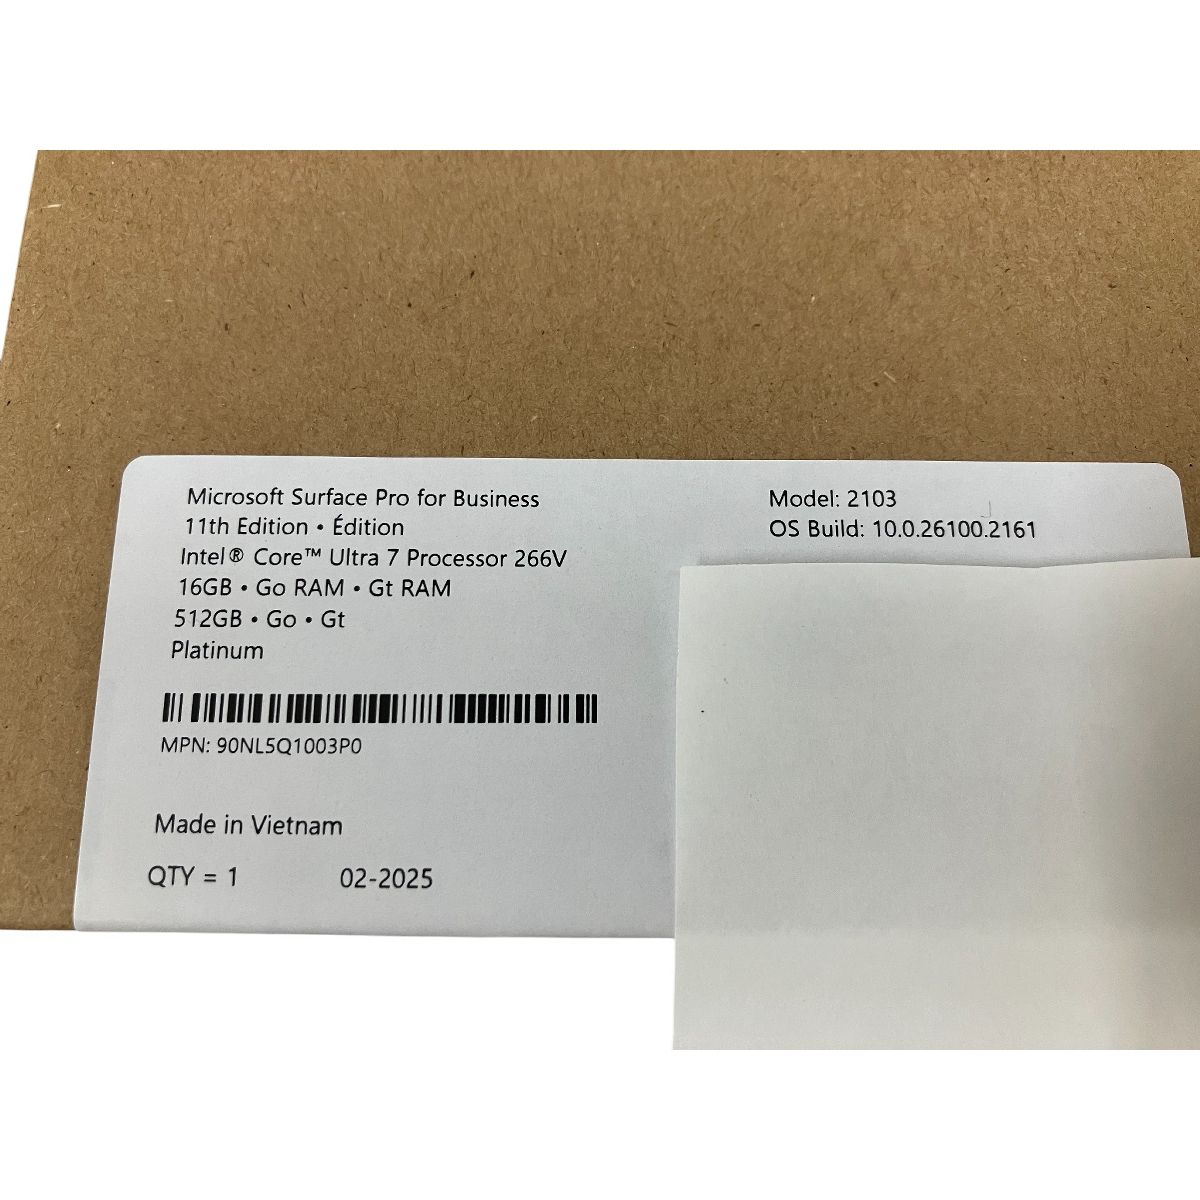 Microsoft Surface Pro for Business
11th Edition • Édition
Intel® Core™ Ultra 7 Processor 266V
16GB • Go RAM • Gt RAM
512GB • Go • Gt
Platinum
MPN: 90NL5Q1003P0
Made in Vietnam
QTY = 1 02-2025
Model: 2103
OS Build: 10.0.26100.2161